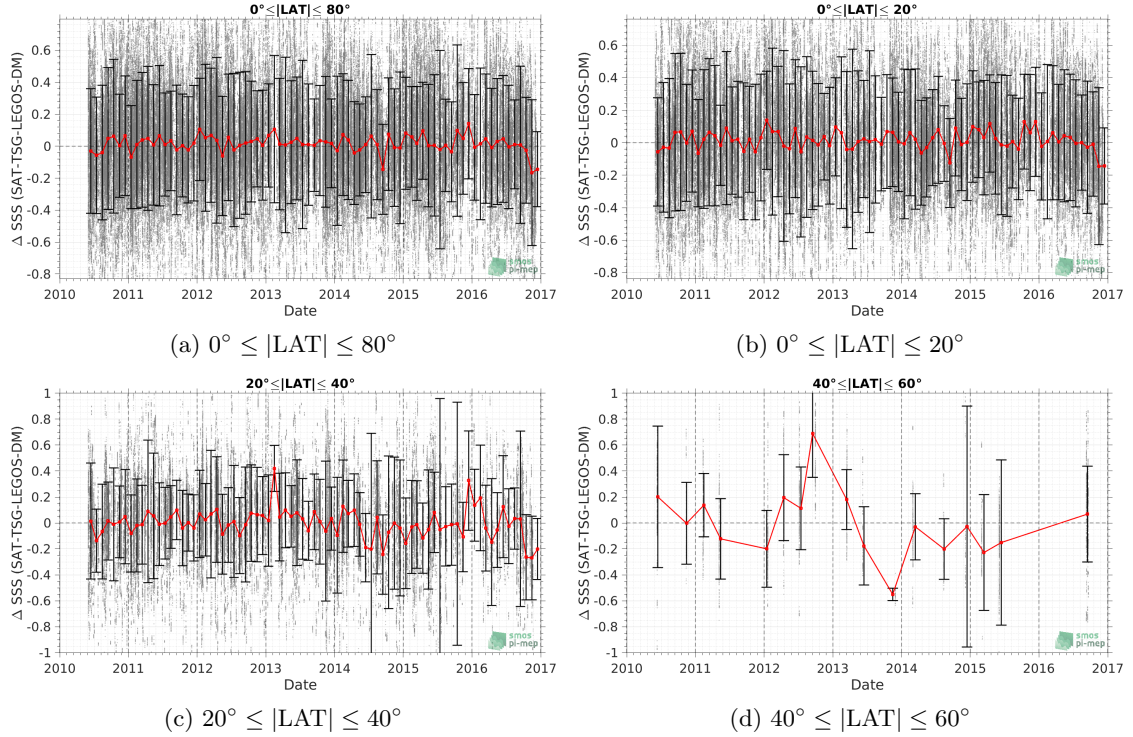 0°≤|LAT|≤ 80°
Δ SSS (SAT-TSG-LEGOS-DM)
0.6
0.4
0.2
0
-0.2
-0.4
-0.6
-0.8
2010 2011 2012 2013 2014 2015 2016 2017
Date
smos
pi-mep
(a) 0° ≤ |LAT| ≤ 80°
0°≤|LAT|≤ 20°
Δ SSS (SAT-TSG-LEGOS-DM)
0.6
0.4
0.2
0
-0.2
-0.4
-0.6
-0.8
2010 2011 2012 2013 2014 2015 2016 2017
Date
smos
pi-mep
(b) 0° ≤ |LAT| ≤ 20°
20°≤|LAT|≤ 40°
Δ SSS (SAT-TSG-LEGOS-DM)
1
0.8
0.6
0.4
0.2
0
-0.2
-0.4
-0.6
-0.8
-1
2010 2011 2012 2013 2014 2015 2016 2017
Date
smos
pi-mep
(c) 20° ≤ |LAT| ≤ 40°
40°≤|LAT|≤ 60°
Δ SSS (SAT-TSG-LEGOS-DM)
1
0.8
0.6
0.4
0.2
0
-0.2
-0.4
-0.6
-0.8
-1
2010 2011 2012 2013 2014 2015 2016 2017
Date
smos
pi-mep
(d) 40° ≤ |LAT| ≤ 60°